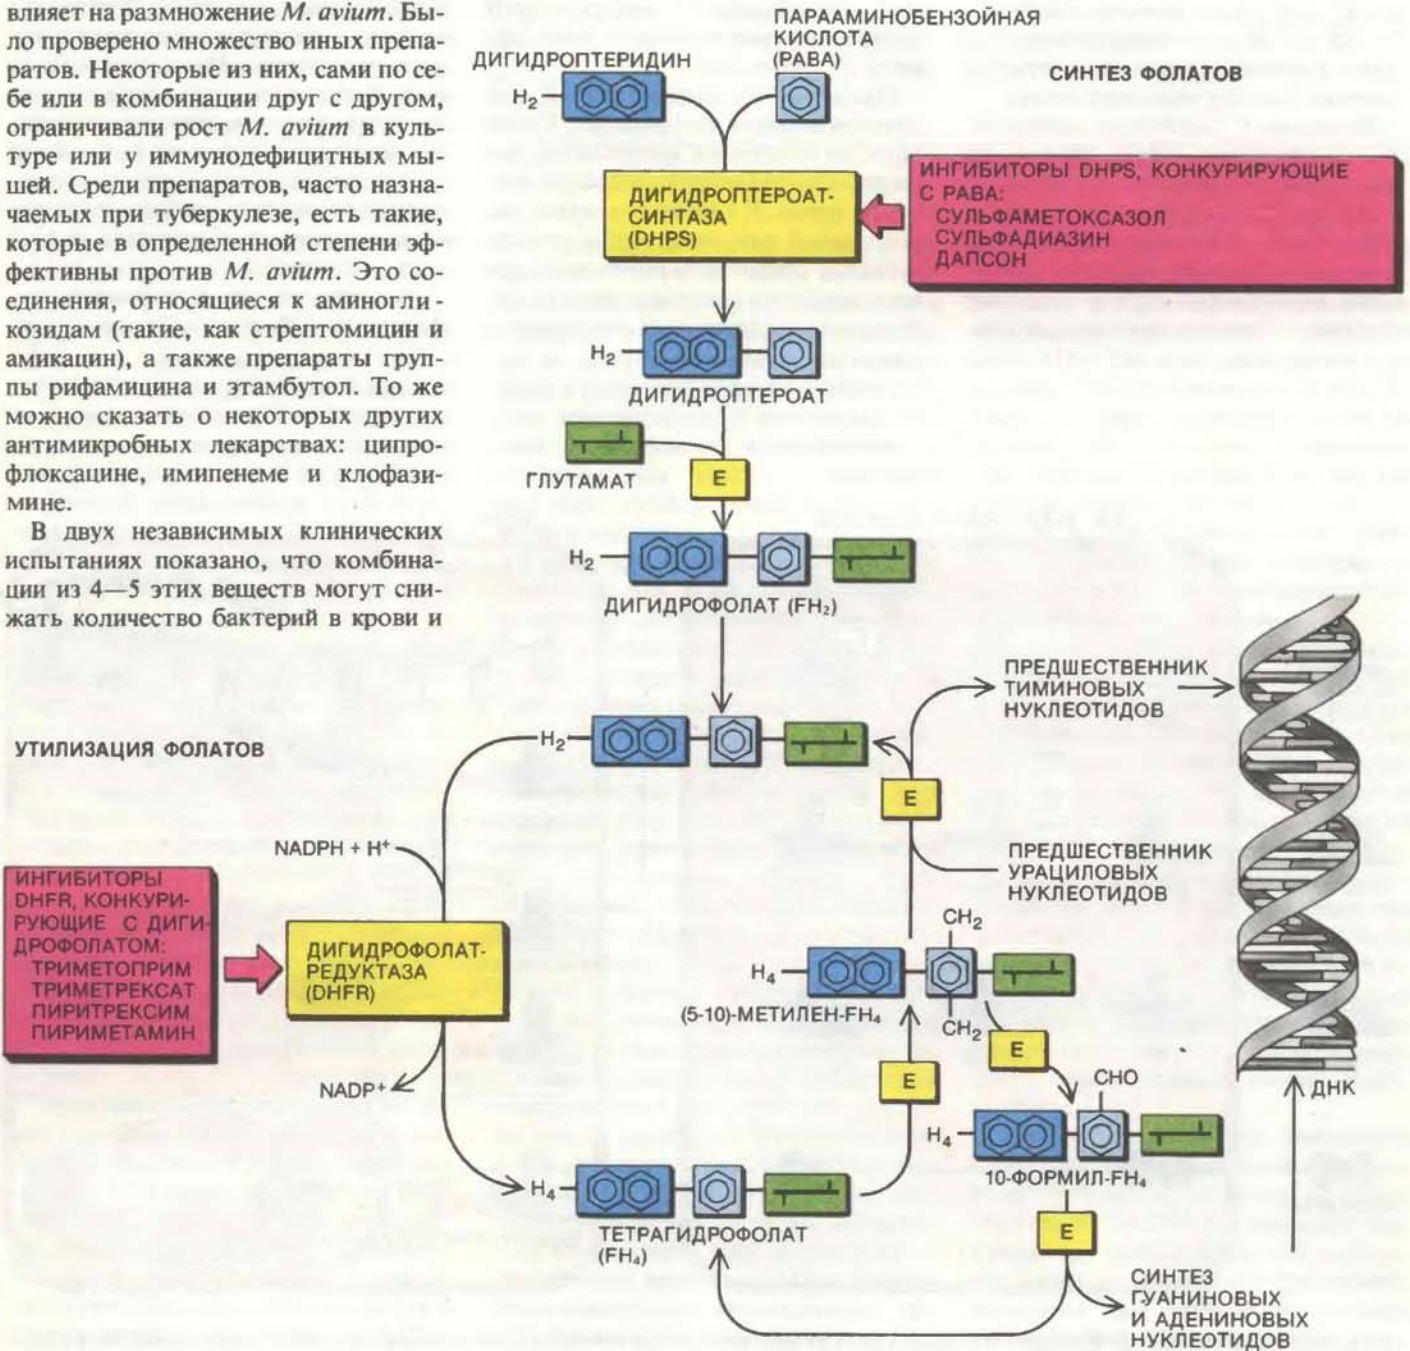 влияет на размножение M. avium. Бы-
ло проверено множество иных препа-
ратов. Некоторые из них, сами по се-
бе или в комбинации друг с другом,
ограничивали рост M. avium в куль-
туре или у иммунодефицитных мы-
шей. Среди препаратов, часто назна-
чаемых при туберкулезе, есть такие,
которые в определенной степени эф-
фективны против M. avium. Это со-
единения, относящиеся к аминогли-
козидам (такие, как стрептомицин и
амикацин), а также препараты груп-
пы рифамицина и этамбутол. То же
можно сказать о некоторых других
антимикробных лекарствах: ципро-
флоксацине, имипенеме и клофази-
мине.
В двух независимых клинических
испытаниях показано, что комбина-
ции из 4—5 этих веществ могут сни-
жать количество бактерий в крови и
ДИГИДРОПТЕРИДИН
H₂
ПАРААМИНОБЕНЗОЙНАЯ
КИСЛОТА
(PABA)
СИНТЕЗ ФОЛАТОВ
ДИГИДРОПТЕРОАТ-
СИНТАЗА
(DHPS)
ИНГИБИТОРЫ DHPS, КОНКУРИРУЮЩИЕ
С PABA:
СУЛЬФАМЕТОКСАЗОЛ
СУЛЬФАДИАЗИН
ДАПСОН
H₂
ДИГИДРОПТЕРОАТ
ГЛУТАМАТ
E
H₂
ДИГИДРОФОЛАТ (FH₂)
УТИЛИЗАЦИЯ ФОЛАТОВ
H₂
ПРЕДШЕСТВЕННИК
ТИМИНОВЫХ
НУКЛЕОТИДОВ
E
ПРЕДШЕСТВЕННИК
УРАЦИЛОВЫХ
НУКЛЕОТИДОВ
NADPH + H⁺
ИНГИБИТОРЫ
DHFR, КОНКУРИ-
РУЮЩИЕ С ДИГИ-
ДРОФОЛАТОМ:
ТРИМЕТОПРИМ
ТРИМЕТРЕКСАТ
ПИРИТРЕКСИМ
ПИРИМЕТАМИН
ДИГИДРОФОЛАТ-
РЕДУКТАЗА
(DHFR)
NADP⁺
CH₂
H₄
CH₂
(5-10)-МЕТИЛЕН-FH₄
E
E
CHO
H₄
10-ФОРМИЛ-FH₄
ДНК
H₄
ТЕТРАГИДРОФОЛАТ
(FH₄)
E
СИНТЕЗ
ГУАНИНОВЫХ
И АДЕНИНОВЫХ
НУКЛЕОТИДОВ